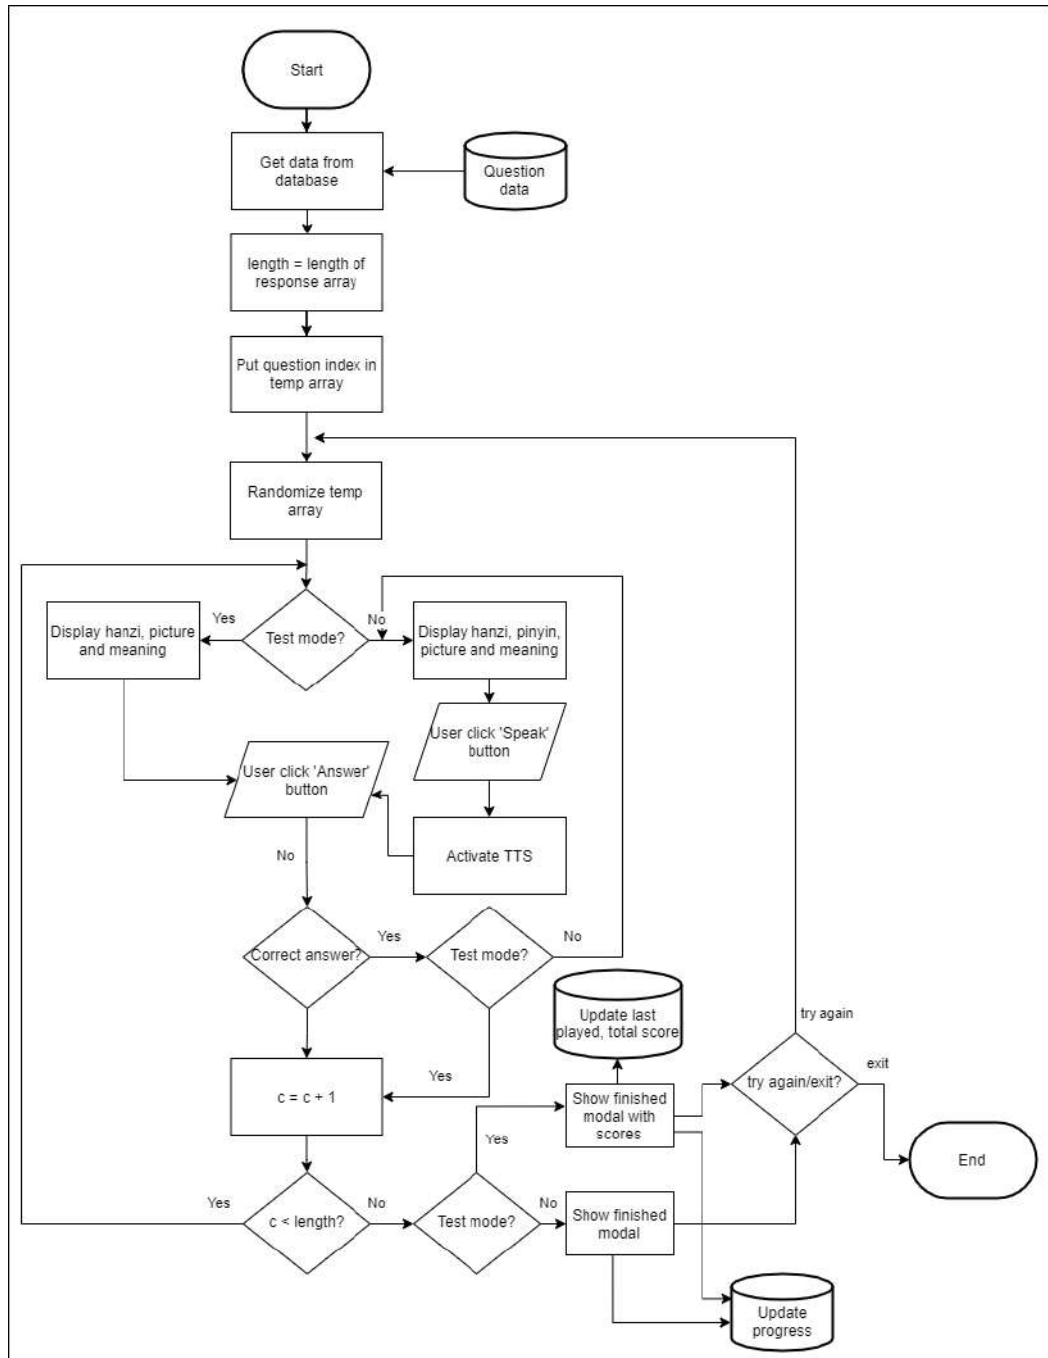 Start
Get data from
database
Question
data
length = length of
response array
Put question index in
temp array
Randomize temp
array
Yes
No
Display hanzi, picture
and meaning
Test mode?
Display hanzi, pinyin,
picture and meaning
User click 'Speak'
button
User click 'Answer'
button
Activate TTS
No
Correct answer?
Yes
Test mode?
No
Update last
played, total score
try again
try again/exit?
exit
Yes
c = c + 1
Show finished
modal with
scores
Yes
End
Yes
c < length?
No
Test mode?
No
Show finished
modal
Update
progress